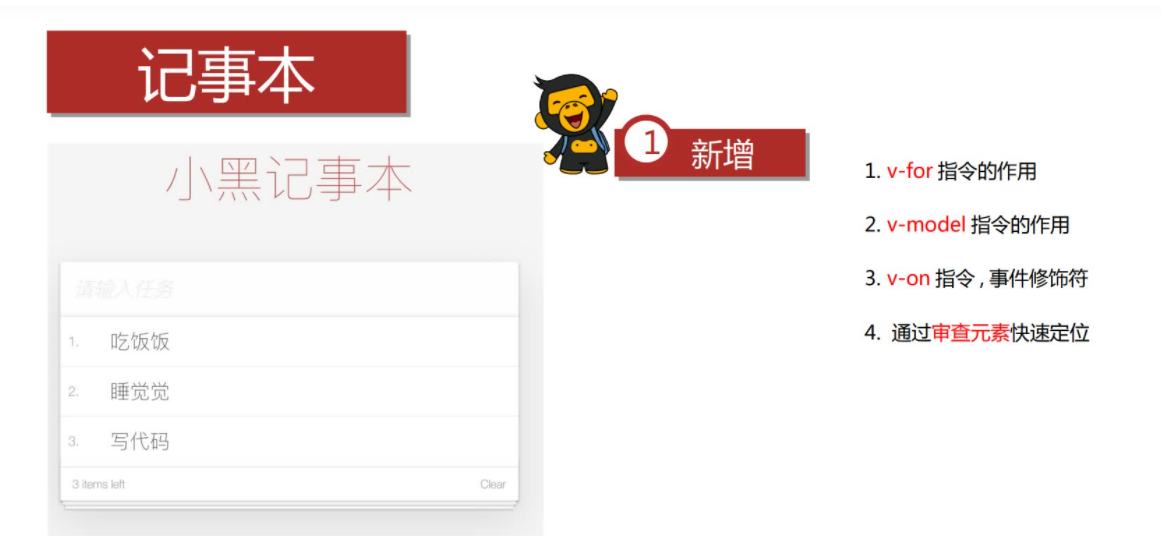 记事本
小黑记事本
请输入任务
1. 吃饭饭
2. 睡觉觉
3. 写代码
3 items left Clear
1 新增
1. v-for 指令的作用
2. v-model 指令的作用
3. v-on 指令 , 事件修饰符
4. 通过审查元素快速定位